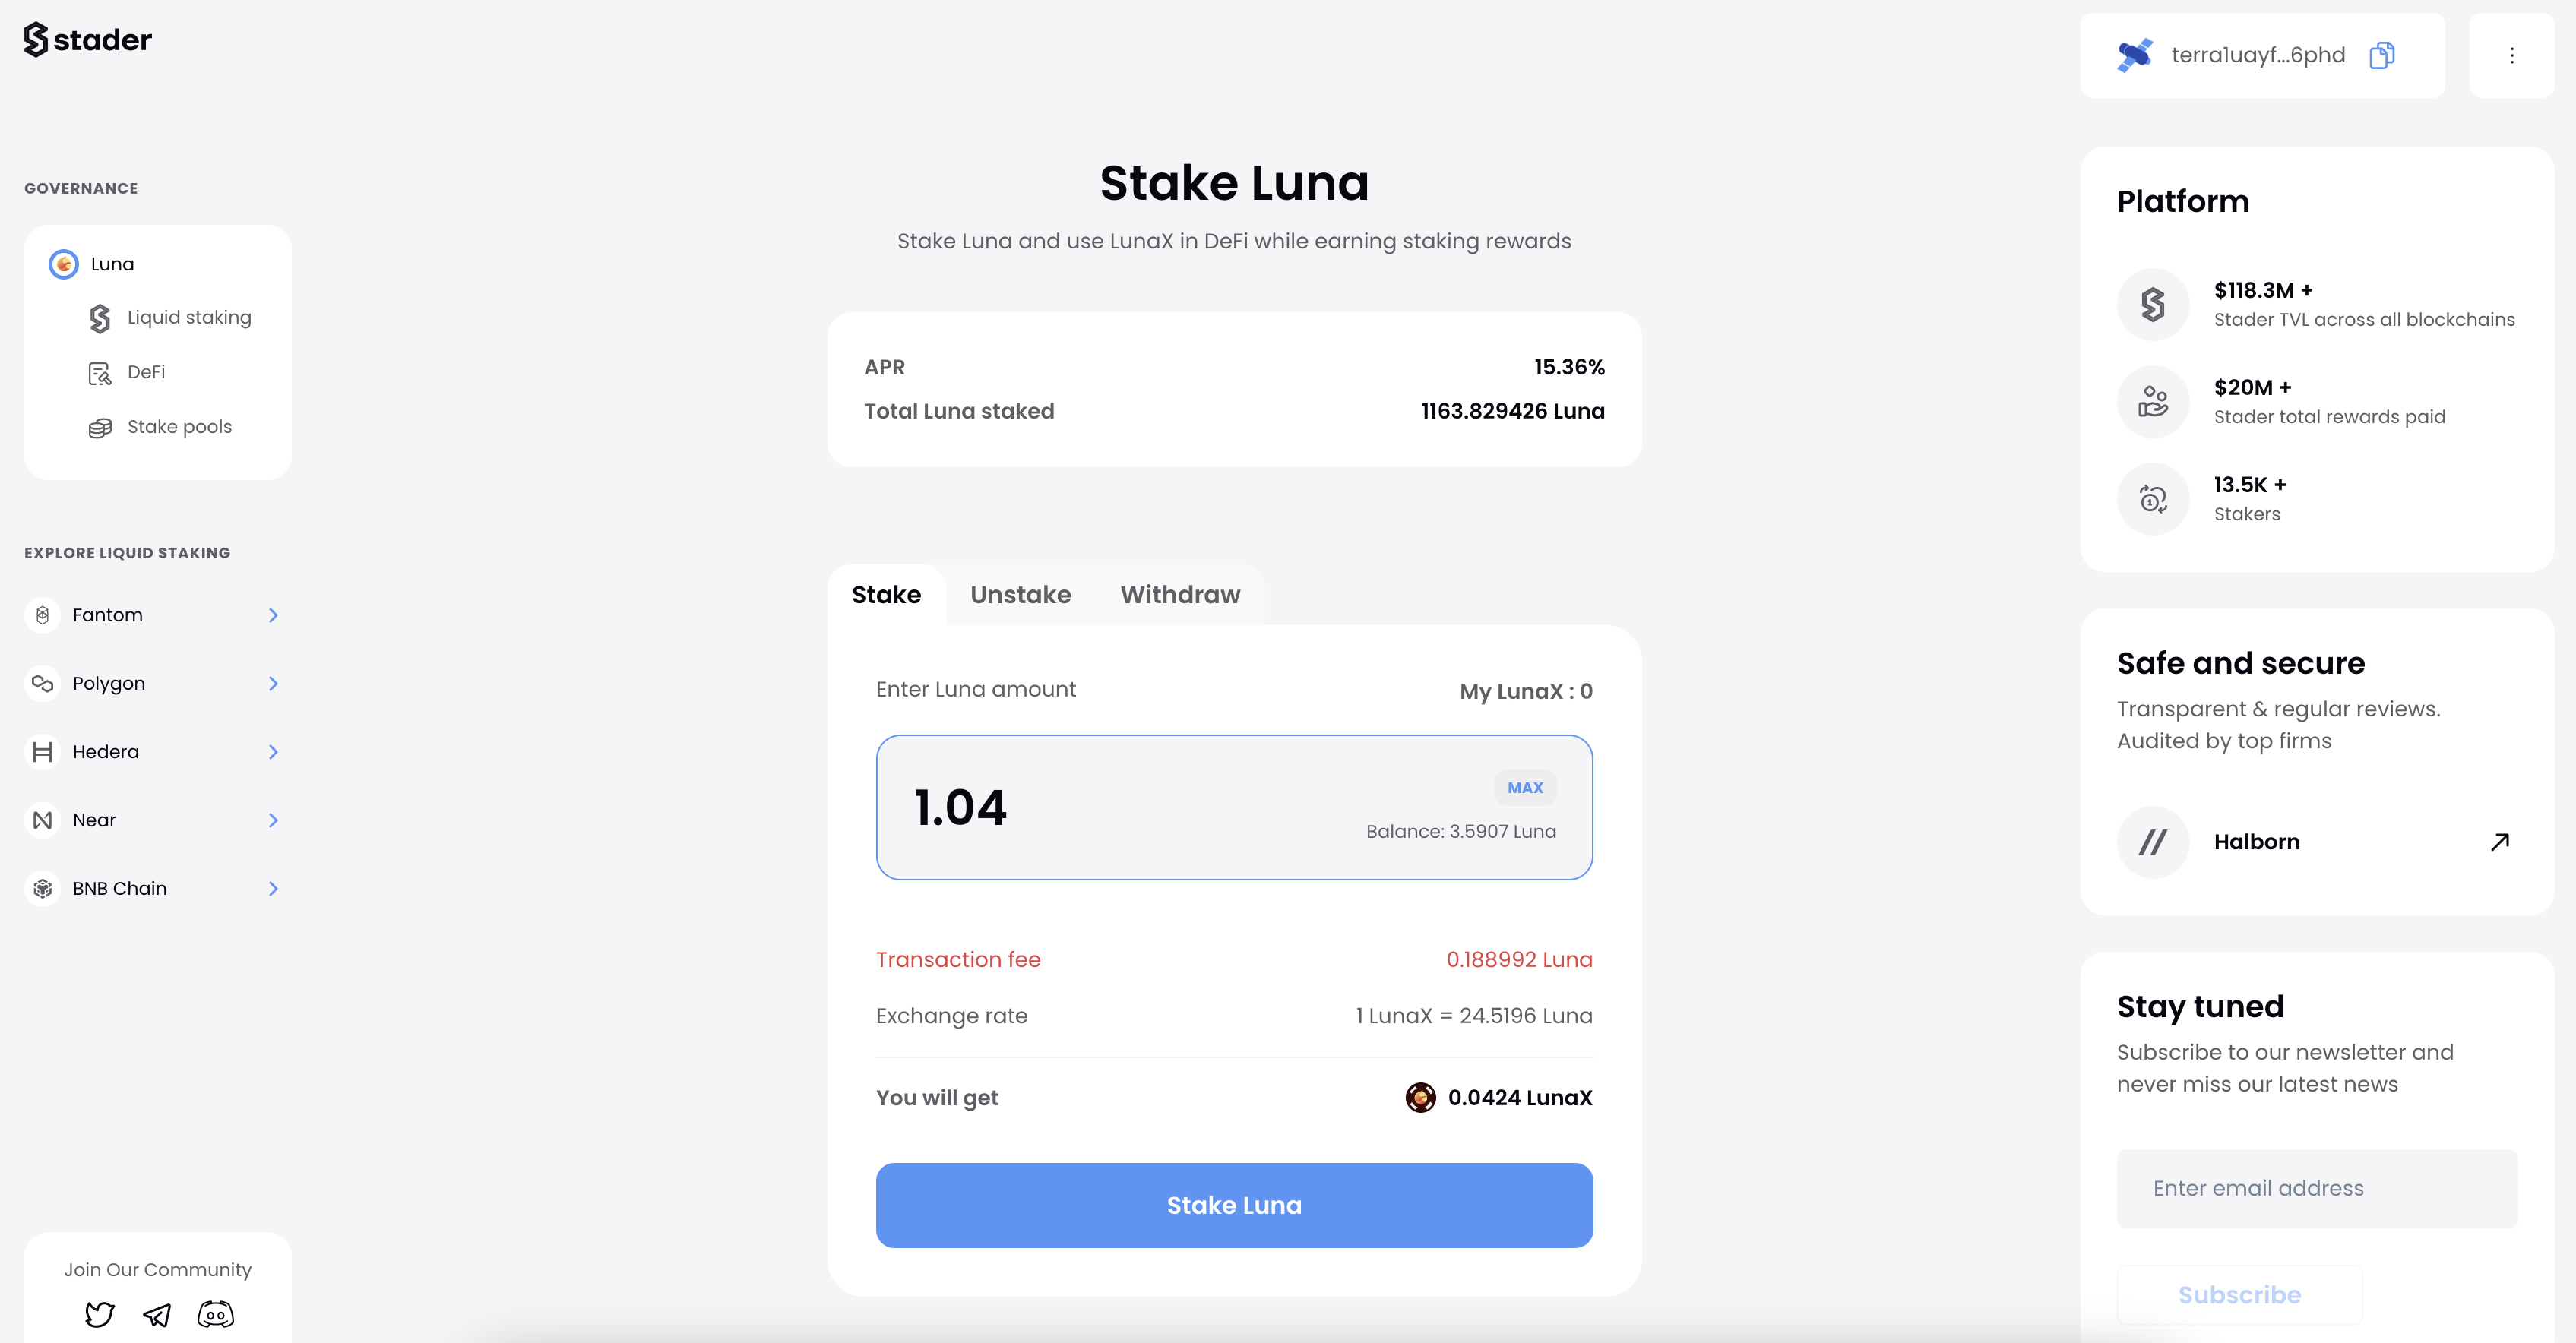 stader
terra1uayf...6phd
GOVERNANCE
Luna
Liquid staking
DeFi
Stake pools
EXPLORE LIQUID STAKING
Fantom
Polygon
Hedera
Near
BNB Chain
Join Our Community
Stake Luna
Stake Luna and use LunaX in DeFi while earning staking rewards
APR 15.36%
Total Luna staked 1163.829426 Luna
Stake Unstake Withdraw
Enter Luna amount My LunaX : 0
MAX
1.04
Balance: 3.5907 Luna
Transaction fee 0.188992 Luna
Exchange rate 1 LunaX = 24.5196 Luna
You will get 0.0424 LunaX
Stake Luna
Platform
$118.3M +
Stader TVL across all blockchains
$20M +
Stader total rewards paid
13.5K +
Stakers
Safe and secure
Transparent & regular reviews.
Audited by top firms
Halborn
Stay tuned
Subscribe to our newsletter and
never miss our latest news
Enter email address
Subscribe